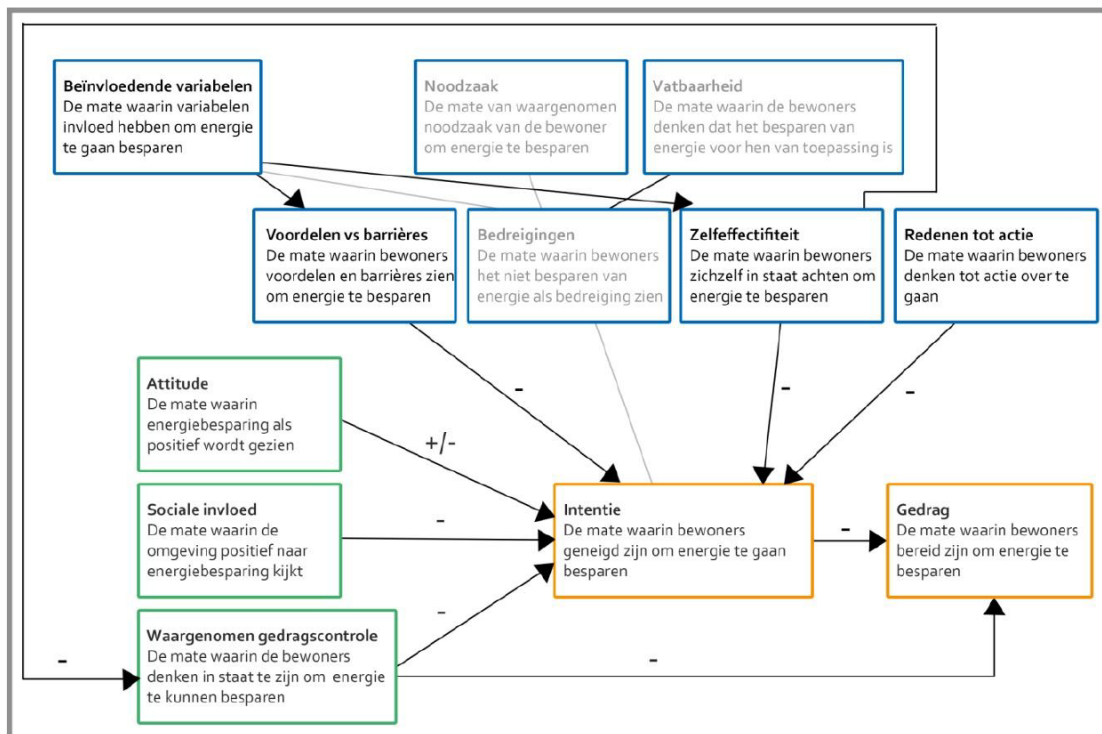 Beïnvloedende variabelen
De mate waarin variabelen
invloed hebben om energie
te gaan besparen
Noodzaak
De mate van waargenomen
noodzaak van de bewoner
om energie te besparen
Vatbaarheid
De mate waarin de bewoners
denken dat het besparen van
energie voor hen van toepassing is
Voordelen vs barrières
De mate waarin bewoners
voordelen en barrières zien
om energie te besparen
Bedreigingen
De mate waarin bewoners
het niet besparen van
energie als bedreiging zien
Zelfeffectifiteit
De mate waarin bewoners
zichzelf in staat achten om
energie te besparen
Redenen tot actie
De mate waarin bewoners
denken tot actie over te
gaan
-
-
-
Attitude
De mate waarin
energiebesparing als
positief wordt gezien
+/-
Sociale invloed
De mate waarin de
omgeving positief naar
energiebesparing kijkt
-
Intentie
De mate waarin bewoners
geneigd zijn om energie te gaan
besparen
-
Gedrag
De mate waarin bewoners
bereid zijn om energie te
besparen
-
Waargenomen gedragscontrole
De mate waarin de bewoners
denken in staat te zijn om energie
te kunnen besparen
-
-